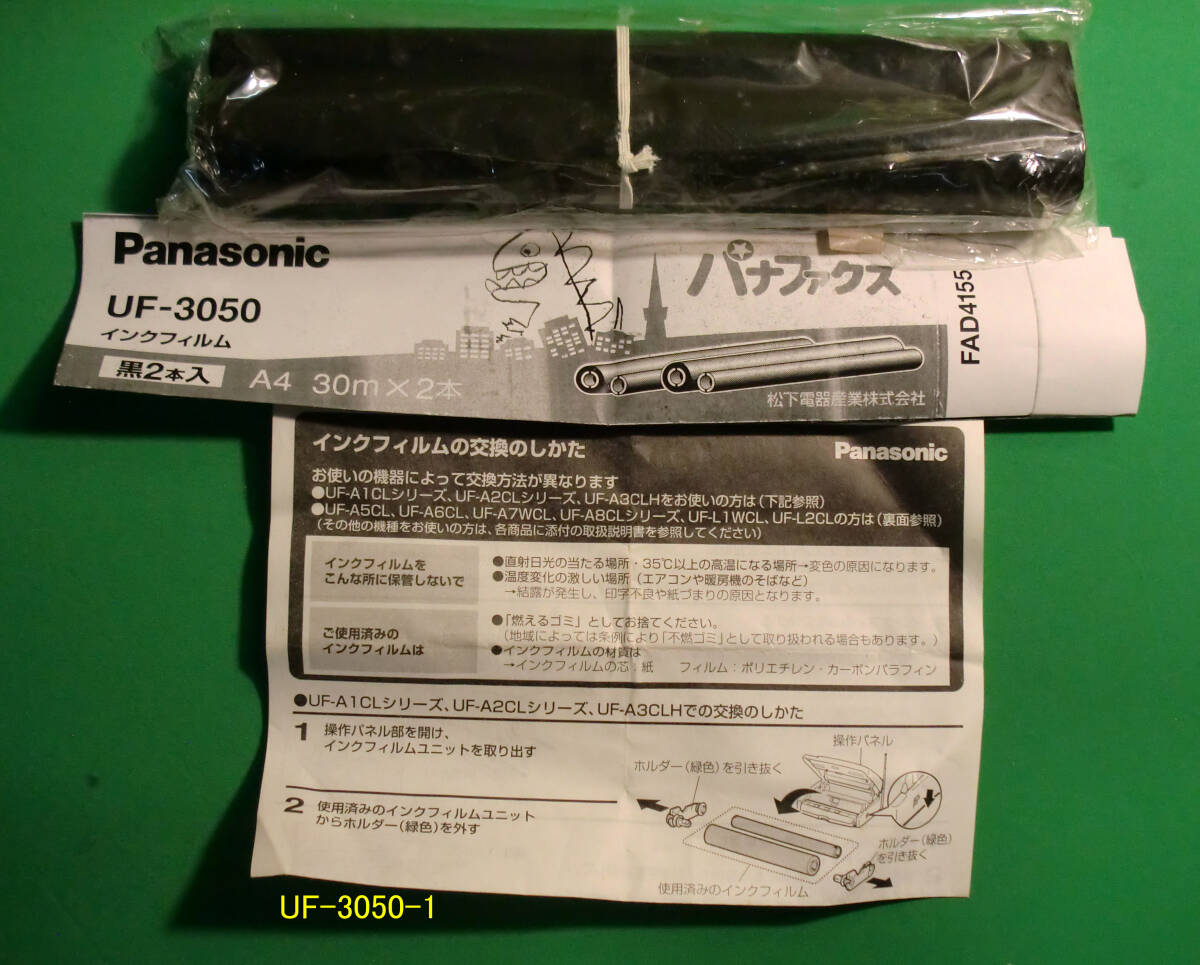 Panasonic
UF-3050
インクフィルム
黒2本入
A4 30m×2本
パナファクス
松下電器産業株式会社
FAD4155
インクフィルムの交換のしかた
Panasonic
お使いの機器によって交換方法が異なります
●UF-A1CLシリーズ、UF-A2CLシリーズ、UF-A3CLHをお使いの方は(下記参照)
●UF-A5CL、UF-A6CL、UF-A7WCL、UF-A8CLシリーズ、UF-L1WCL、UF-L2CLの方は(裏面参照)
(その他の機種をお使いの方は、各商品に添付の取扱説明書を参照してください)
インクフィルムを
こんな所に保管しないで
●直射日光の当たる場所・35℃以上の高温になる場所→変色の原因になります。
●温度変化の激しい場所(エアコンや暖房機のそばなど)
→結露が発生し、印字不良や紙づまりの原因となります。
ご使用済みの
インクフィルムは
●「燃えるゴミ」としてお捨てください。
(地域によっては条例により「不燃ゴミ」として取り扱われる場合もあります。)
●インクフィルムの材質は
→インクフィルムの芯:紙 フィルム:ポリエチレン・カーボンパラフィン
●UF-A1CLシリーズ、UF-A2CLシリーズ、UF-A3CLHでの交換のしかた
1 操作パネル部を開け、
インクフィルムユニットを取り出す
2 使用済みのインクフィルムユニット
からホルダー(緑色)を外す
操作パネル
ホルダー(緑色)を引き抜く
ホルダー(緑色)
を引き抜く
使用済みのインクフィルム
UF-3050-1